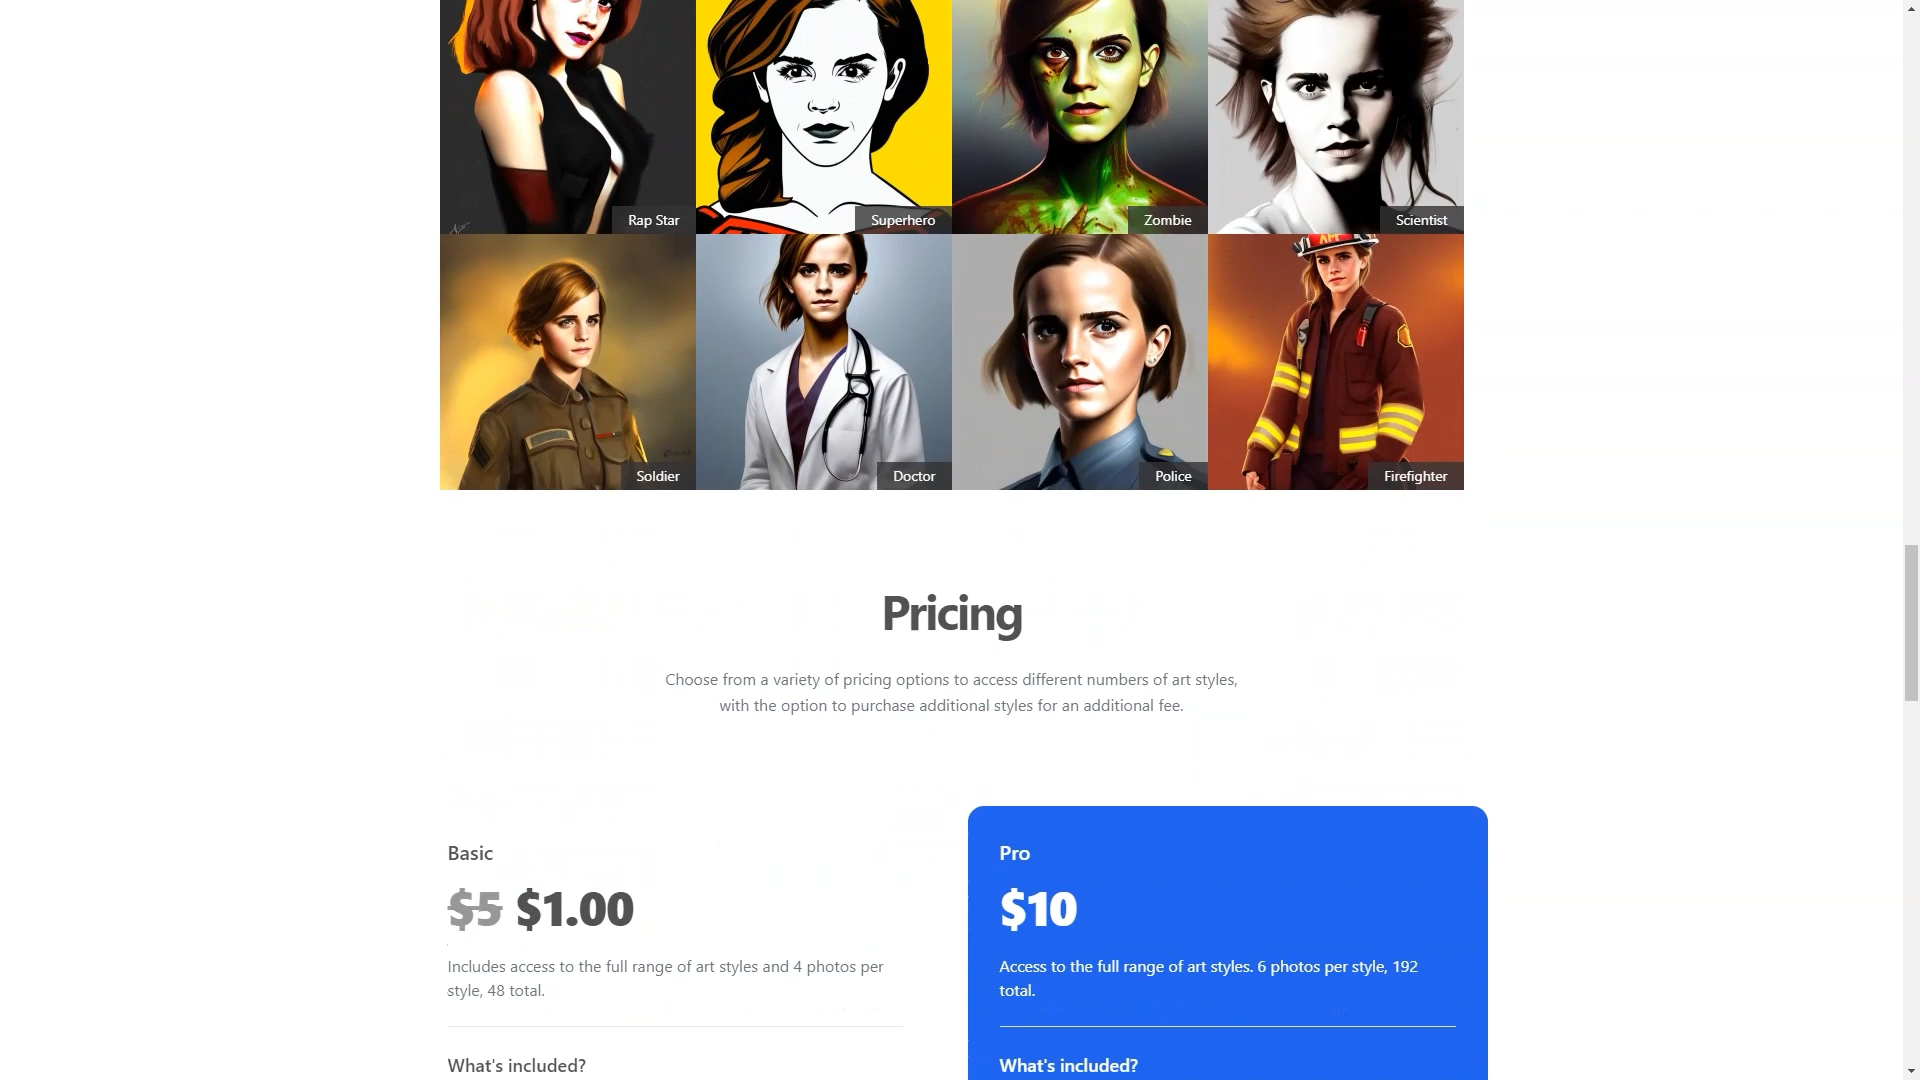 Rap Star
Superhero
Zombie
Scientist
Soldier
Doctor
Police
Firefighter
Pricing
Choose from a variety of pricing options to access different numbers of art styles,
with the option to purchase additional styles for an additional fee.
Basic
$5 $1.00
Includes access to the full range of art styles and 4 photos per
style, 48 total.
What's included?
Pro
$10
Access to the full range of art styles. 6 photos per style, 192
total.
What's included?